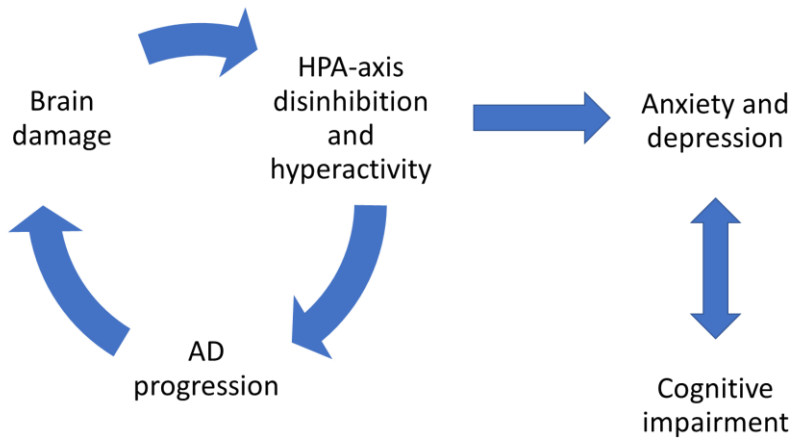 Brain
damage
HPA-axis
disinhibition
and
hyperactivity
Anxiety and
depression
AD
progression
Cognitive
impairment